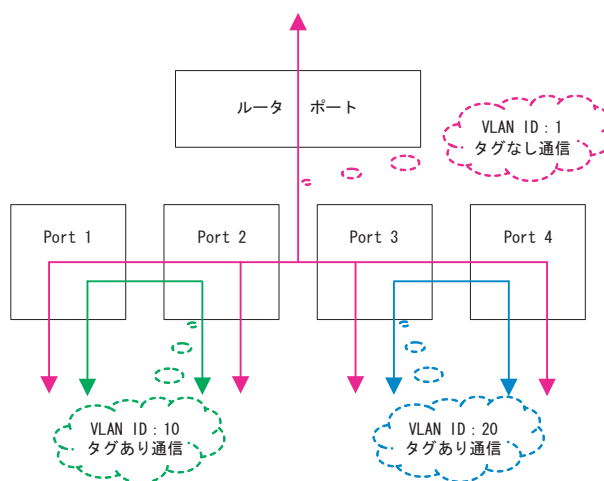 ルータ ポート
VLAN ID：1
タグなし通信
Port 1
Port 2
Port 3
Port 4
VLAN ID：10
タグあり通信
VLAN ID：20
タグあり通信